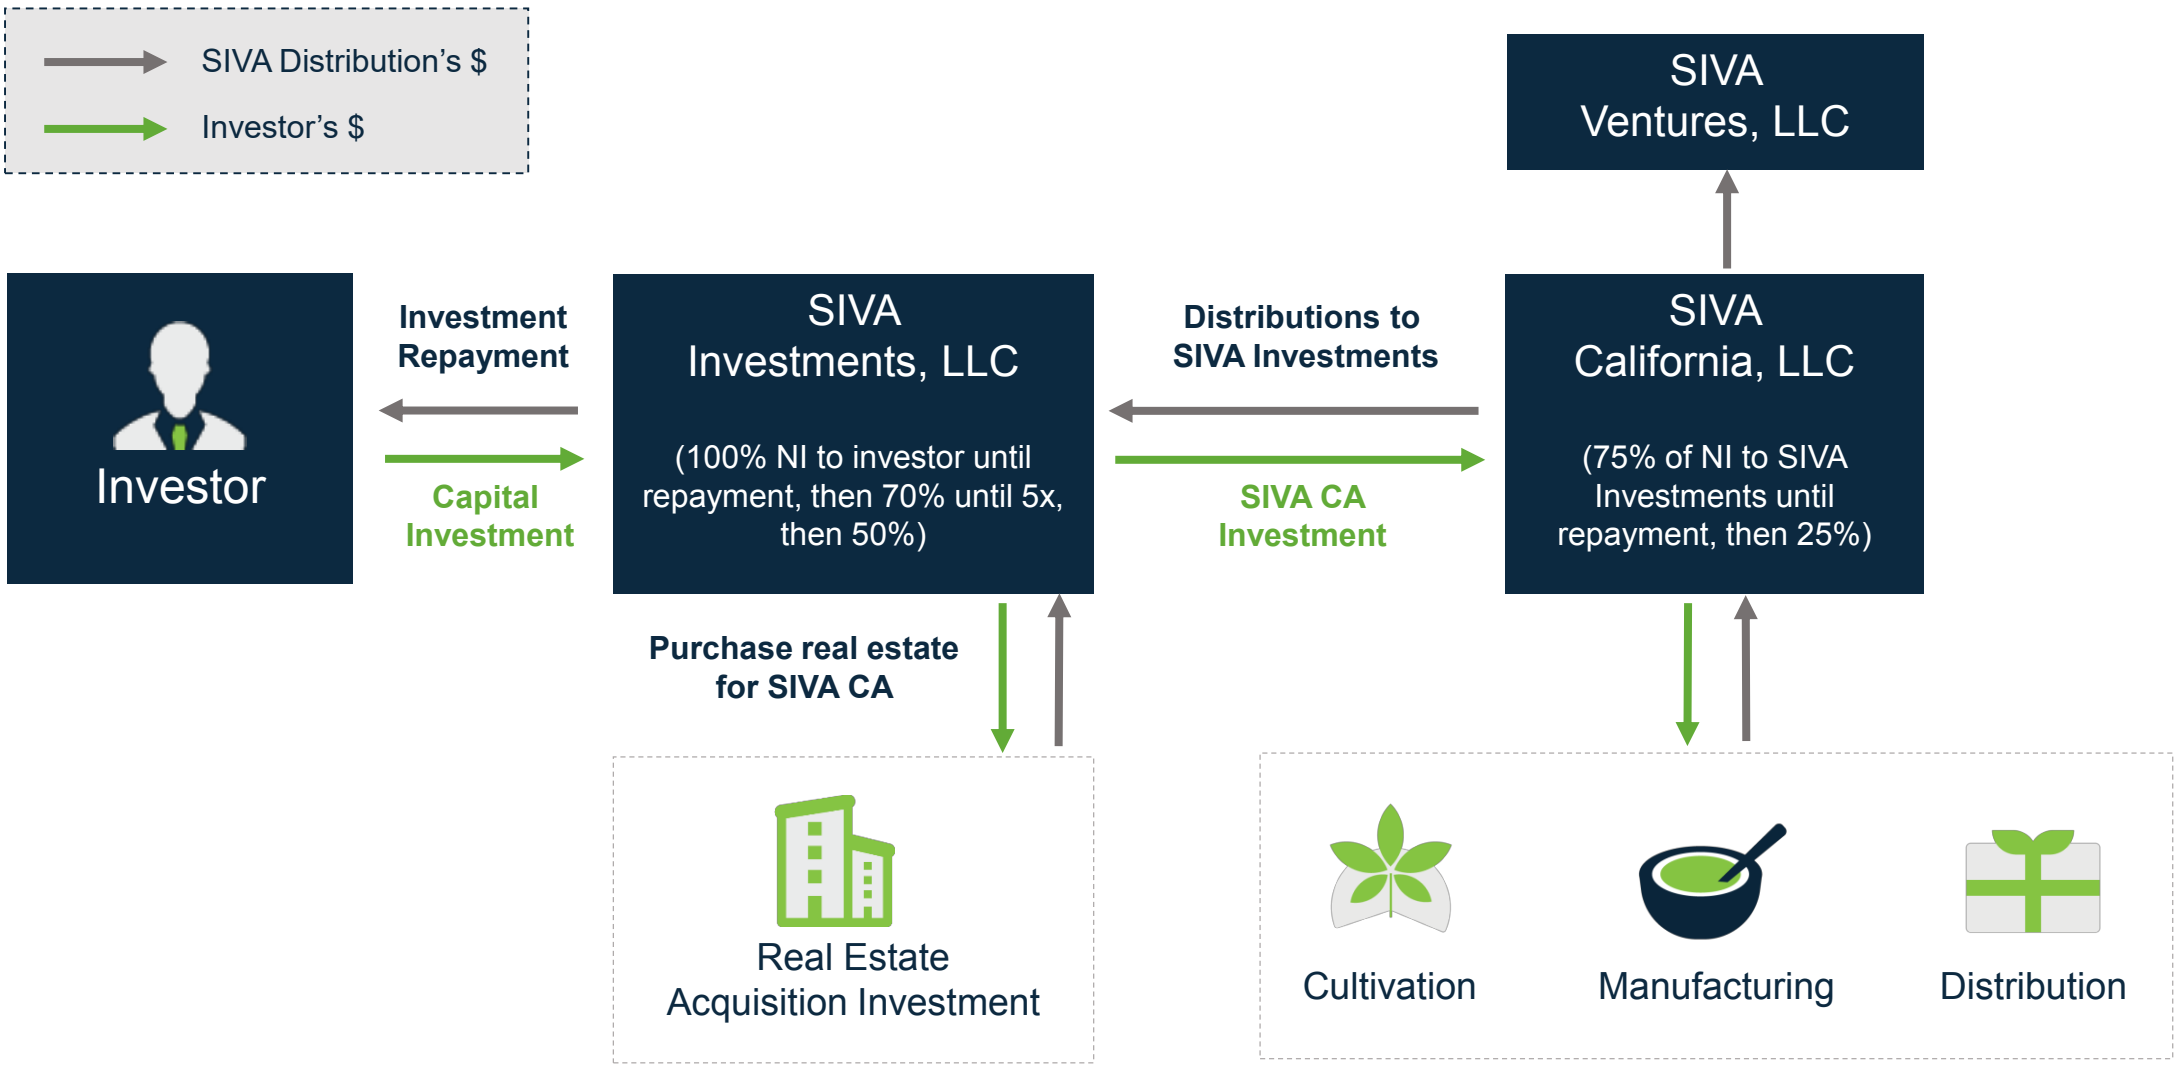 SIVA Distribution’s $
Investor’s $
SIVA
Ventures, LLC
Investor
Investment
Repayment
Capital
Investment
SIVA
Investments, LLC
(100% NI to investor until
repayment, then 70% until 5x,
then 50%)
Distributions to
SIVA Investments
SIVA CA
Investment
SIVA
California, LLC
(75% of NI to SIVA
Investments until
repayment, then 25%)
Purchase real estate
for SIVA CA
Real Estate
Acquisition Investment
Cultivation
Manufacturing
Distribution